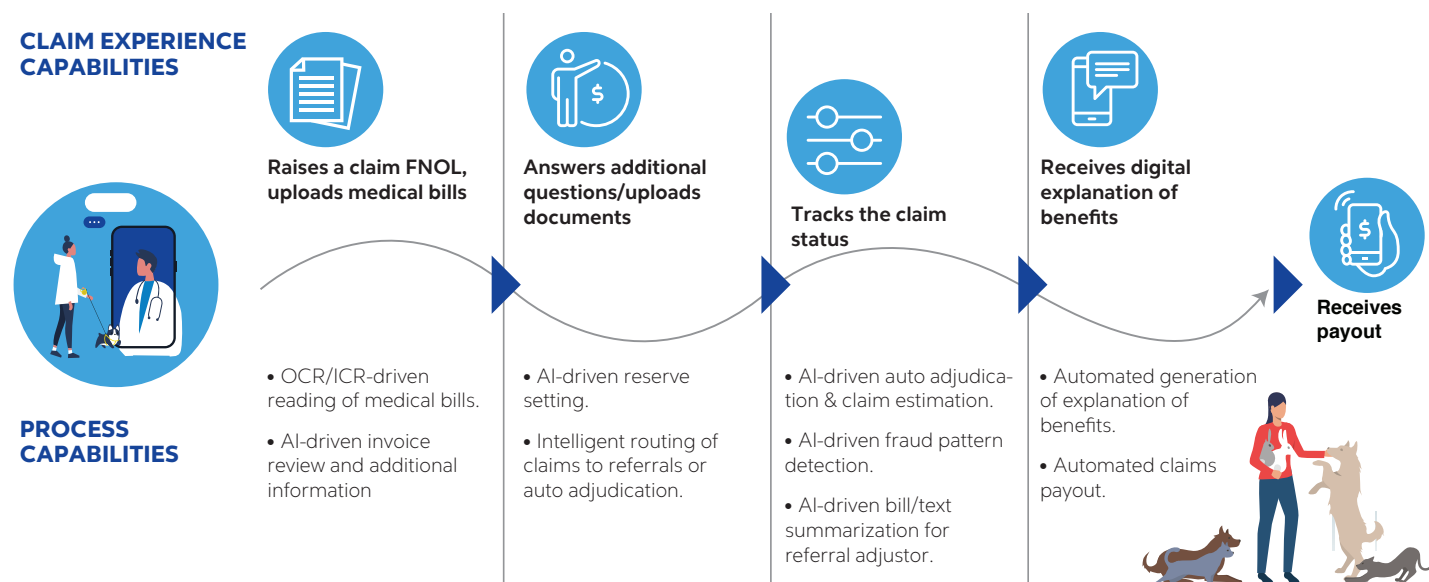 CLAIM EXPERIENCE
CAPABILITIES
Raises a claim FNOL,
uploads medical bills
$
Answers additional
questions/uploads
documents
Tracks the claim
status
Receives digital
explanation of
benefits
$
Receives
payout
PROCESS
CAPABILITIES
• OCR/ICR-driven
reading of medical bills.
• AI-driven invoice
review and additional
information
• AI-driven reserve
setting.
• Intelligent routing of
claims to referrals or
auto adjudication.
• AI-driven auto adjudica-
tion & claim estimation.
• AI-driven fraud pattern
detection.
• AI-driven bill/text
summarization for
referral adjustor.
• Automated generation
of explanation of
benefits.
• Automated claims
payout.